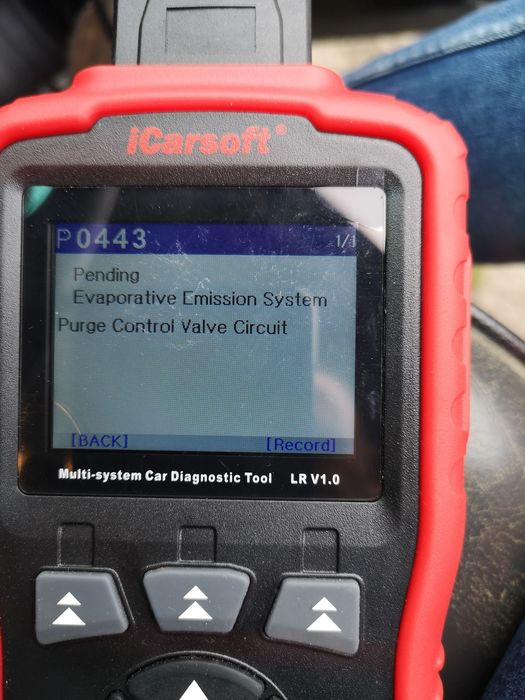 iCarsoft®
P0443 1/1
Pending
Evaporative Emission System
Purge Control Valve Circuit
[BACK] [Record]
Multi-system Car Diagnostic Tool LR V1.0